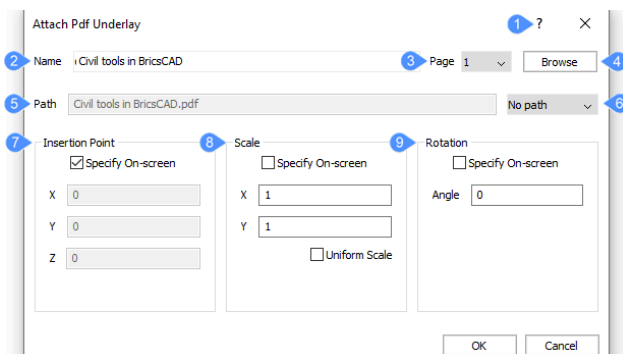 Attach Pdf Underlay 1 ? ×
2 Name Civil tools in BricsCAD 3 Page 1 Browse 4
5 Path Civil tools in BricsCAD.pdf No path 6
7 Insertion Point 8 Scale 9 Rotation
Specify On-screen Specify On-screen Specify On-screen
X 0 X 1 Angle 0
Y 0 Y 1
Z 0 Uniform Scale
OK Cancel